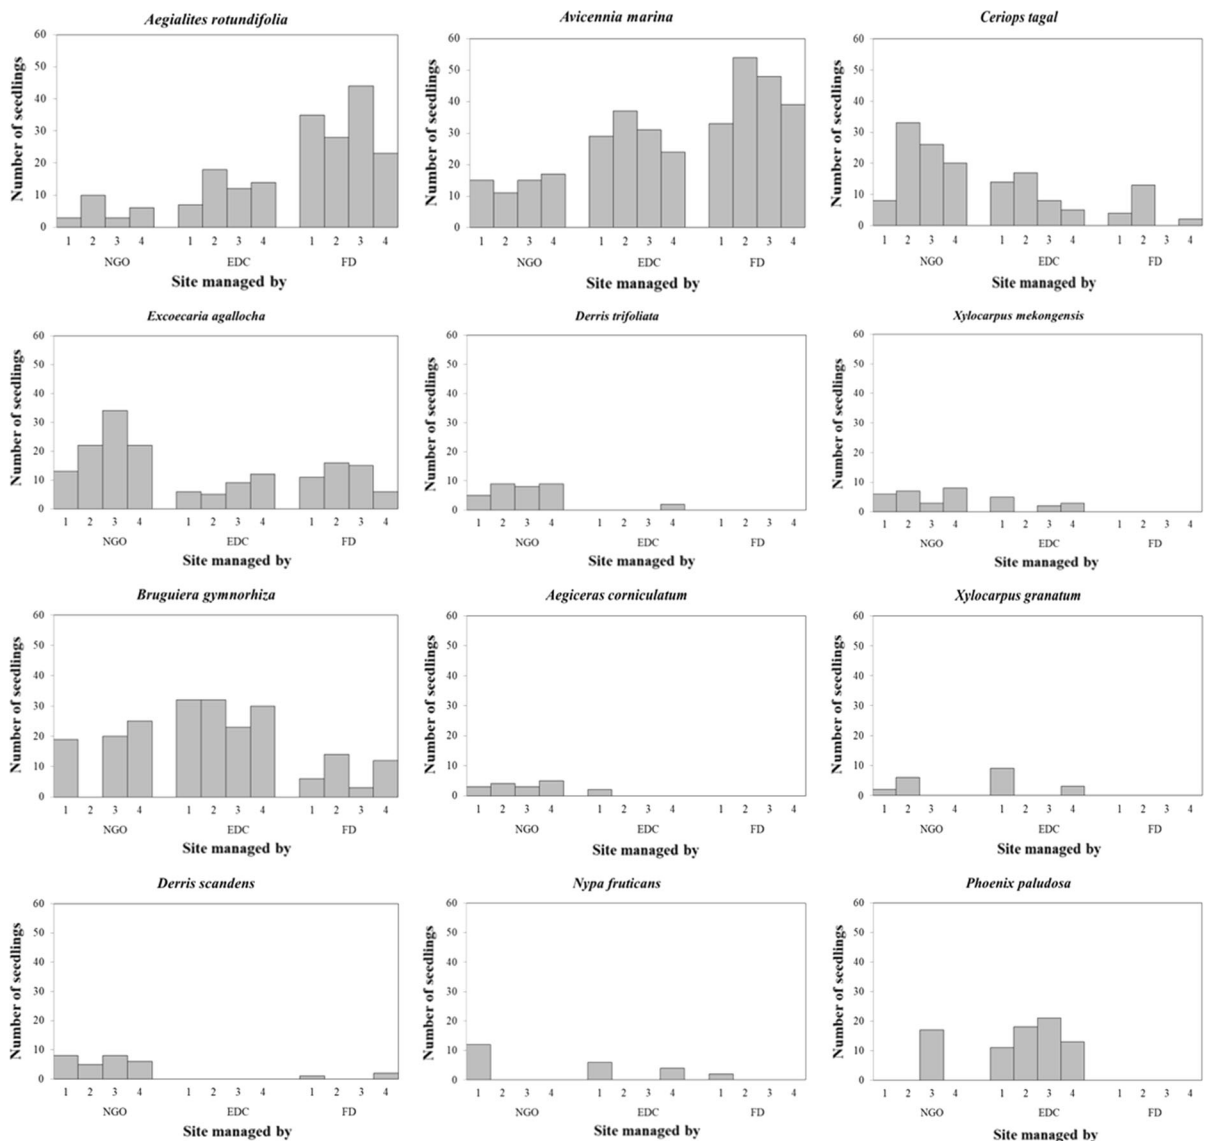 Aegialites rotundifolia
Number of seedlings
60
50
40
30
20
10
0
1 2 3 4 1 2 3 4 1 2 3 4
NGO EDC FD
Site managed by
Avicennia marina
Number of seedlings
60
50
40
30
20
10
0
1 2 3 4 1 2 3 4 1 2 3 4
NGO EDC FD
Site managed by
Ceriops tagal
Number of seedlings
60
50
40
30
20
10
0
1 2 3 4 1 2 3 4 1 2 3 4
NGO EDC FD
Site managed by
Excoecaria agallocha
Number of seedlings
60
50
40
30
20
10
0
1 2 3 4 1 2 3 4 1 2 3 4
NGO EDC FD
Site managed by
Derris trifoliata
Number of seedlings
60
50
40
30
20
10
0
1 2 3 4 1 2 3 4 1 2 3 4
NGO EDC FD
Site managed by
Xylocarpus mekongensis
Number of seedlings
60
50
40
30
20
10
0
1 2 3 4 1 2 3 4 1 2 3 4
NGO EDC FD
Site managed by
Bruguiera gymnorhiza
Number of seedlings
60
50
40
30
20
10
0
1 2 3 4 1 2 3 4 1 2 3 4
NGO EDC FD
Site managed by
Aegiceras corniculatum
Number of seedlings
60
50
40
30
20
10
0
1 2 3 4 1 2 3 4 1 2 3 4
NGO EDC FD
Site managed by
Xylocarpus granatum
Number of seedlings
60
50
40
30
20
10
0
1 2 3 4 1 2 3 4 1 2 3 4
NGO EDC FD
Site managed by
Derris scandens
Number of seedlings
60
50
40
30
20
10
0
1 2 3 4 1 2 3 4 1 2 3 4
NGO EDC FD
Site managed by
Nypa fruticans
Number of seedlings
60
50
40
30
20
10
0
1 2 3 4 1 2 3 4 1 2 3 4
NGO EDC FD
Site managed by
Phoenix paludosa
Number of seedlings
60
50
40
30
20
10
0
1 2 3 4 1 2 3 4 1 2 3 4
NGO EDC FD
Site managed by